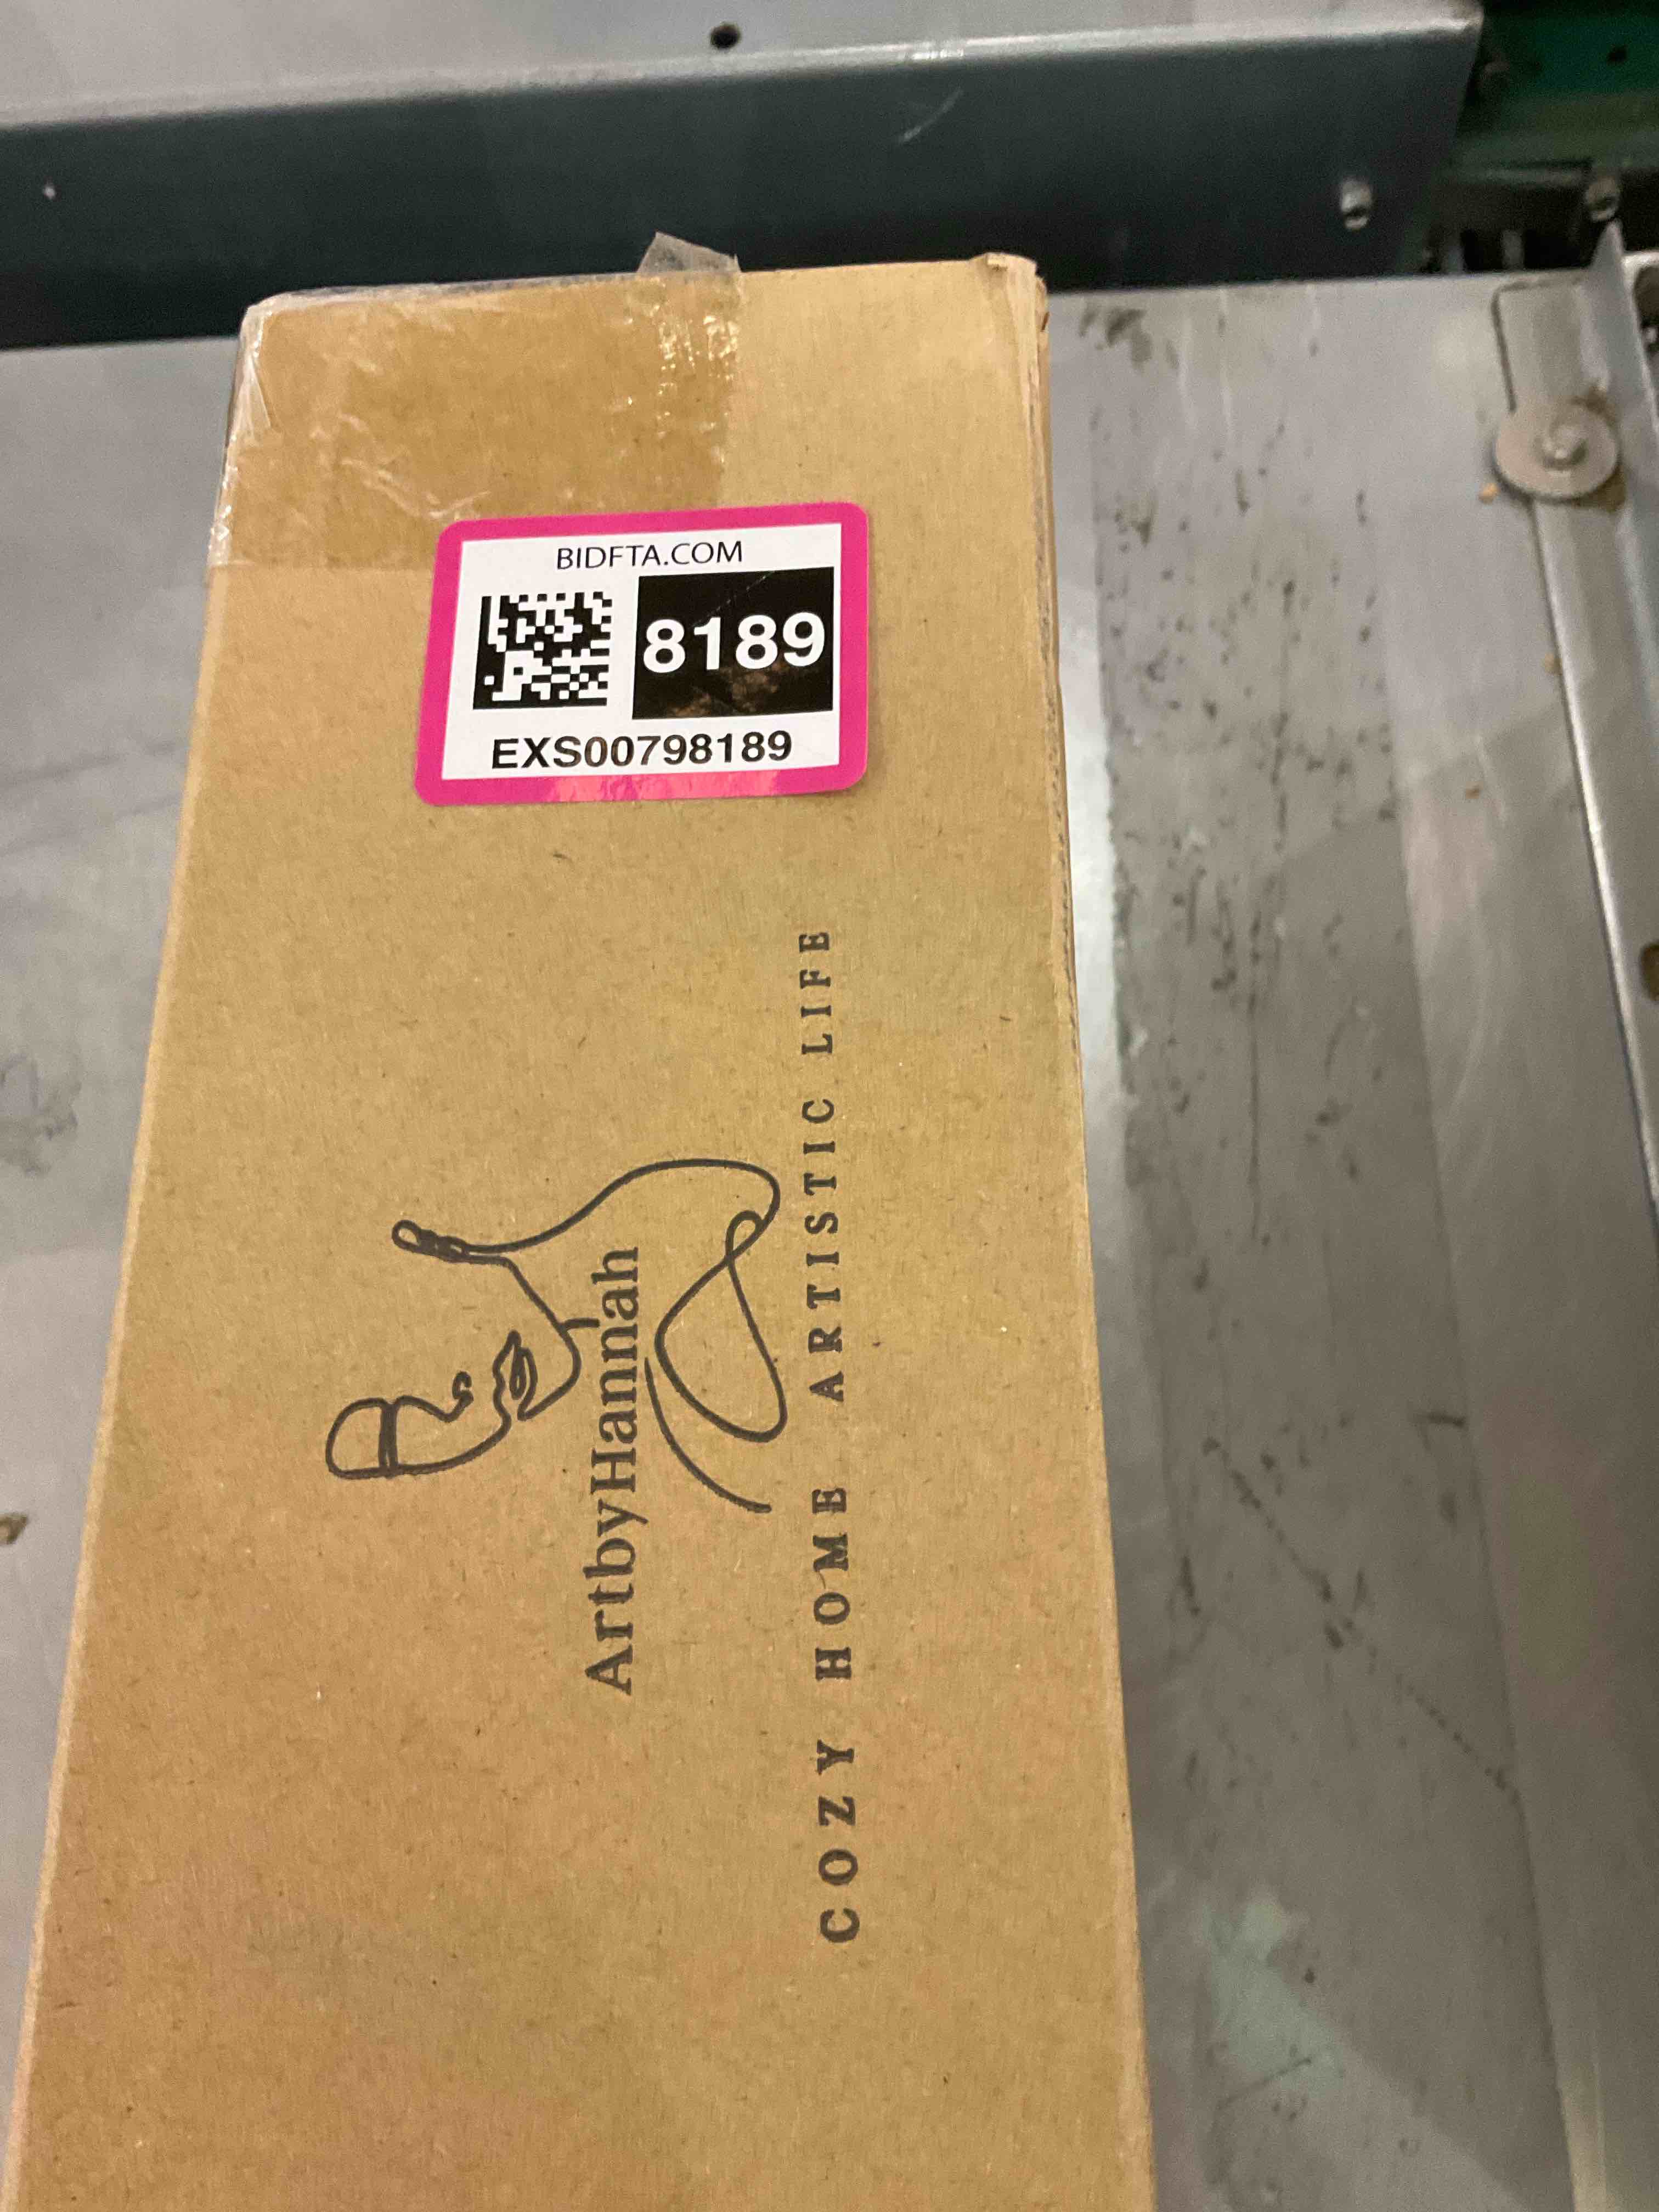 BIDFTA.COM
8189
EXS00798189
ArtbyHannah
COZY HOME ARTISTIC LIFE